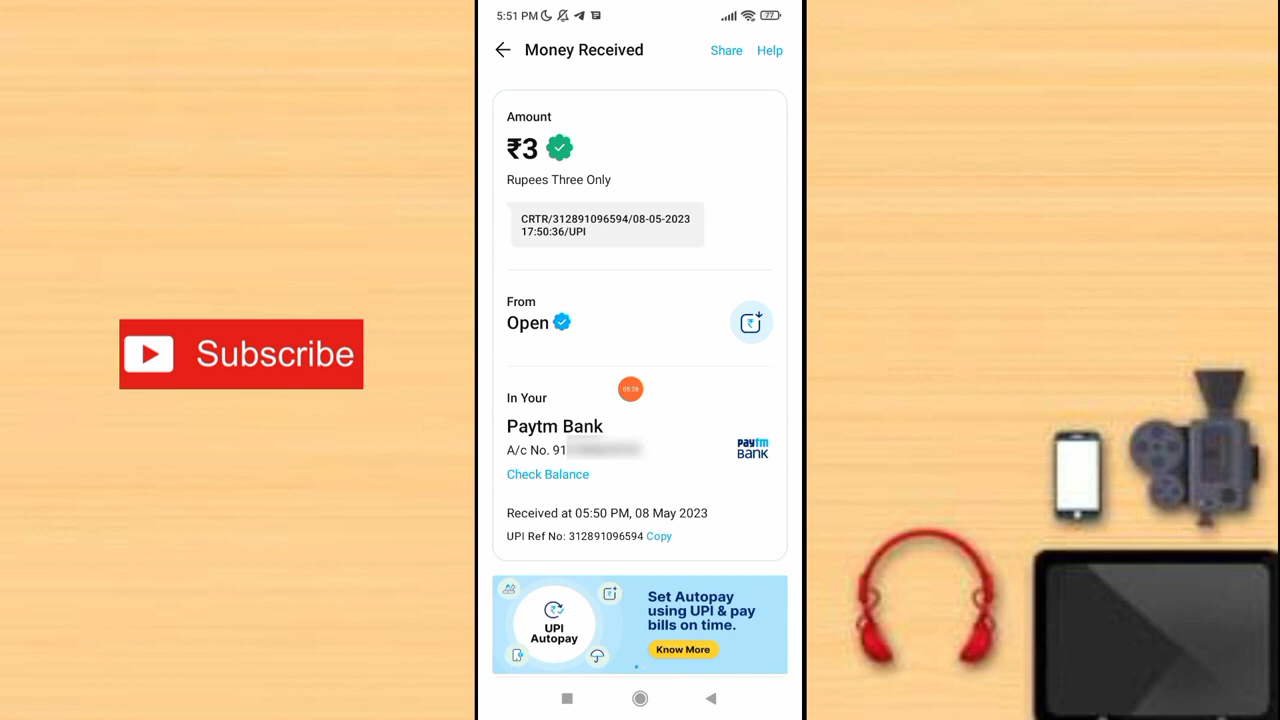 5:51 PM
77
Money Received
Share
Help
Amount
₹3
Rupees Three Only
CRTR/312891096594/08-05-2023
17:50:36/UPI
From
Open
₹
Subscribe
05:26
In Your
Paytm Bank
A/c No. 91
paytm
BANK
Check Balance
Received at 05:50 PM, 08 May 2023
UPI Ref No: 312891096594 Copy
UPI
Autopay
Set Autopay
using UPI & pay
bills on time.
Know More